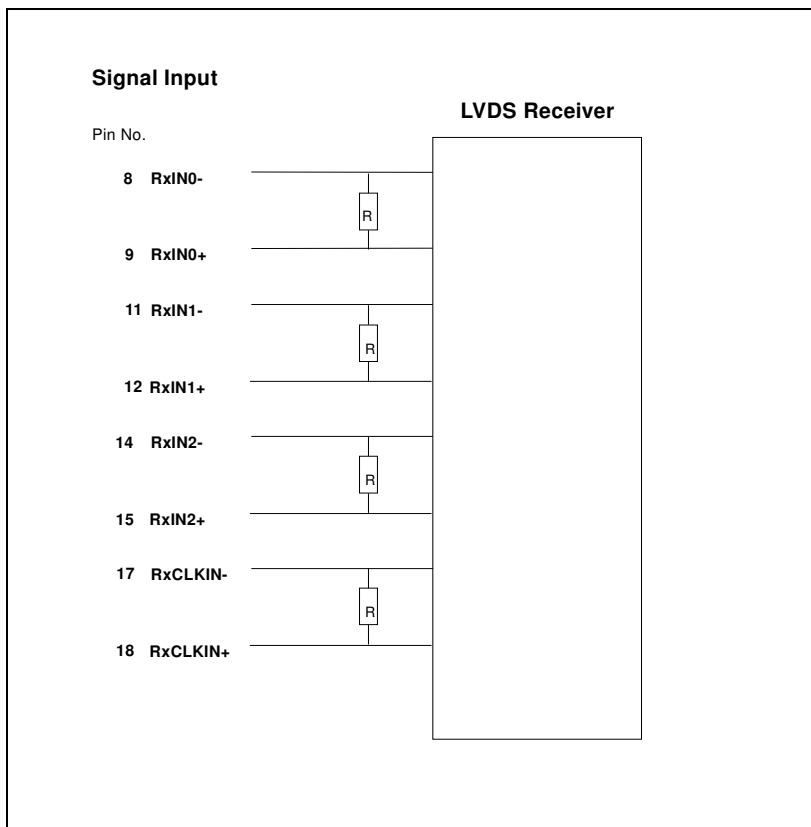 Signal Input
LVDS Receiver
Pin No.
8 RxIN0-
R
9 RxIN0+
11 RxIN1-
R
12 RxIN1+
14 RxIN2-
R
15 RxIN2+
17 RxCLKIN-
R
18 RxCLKIN+